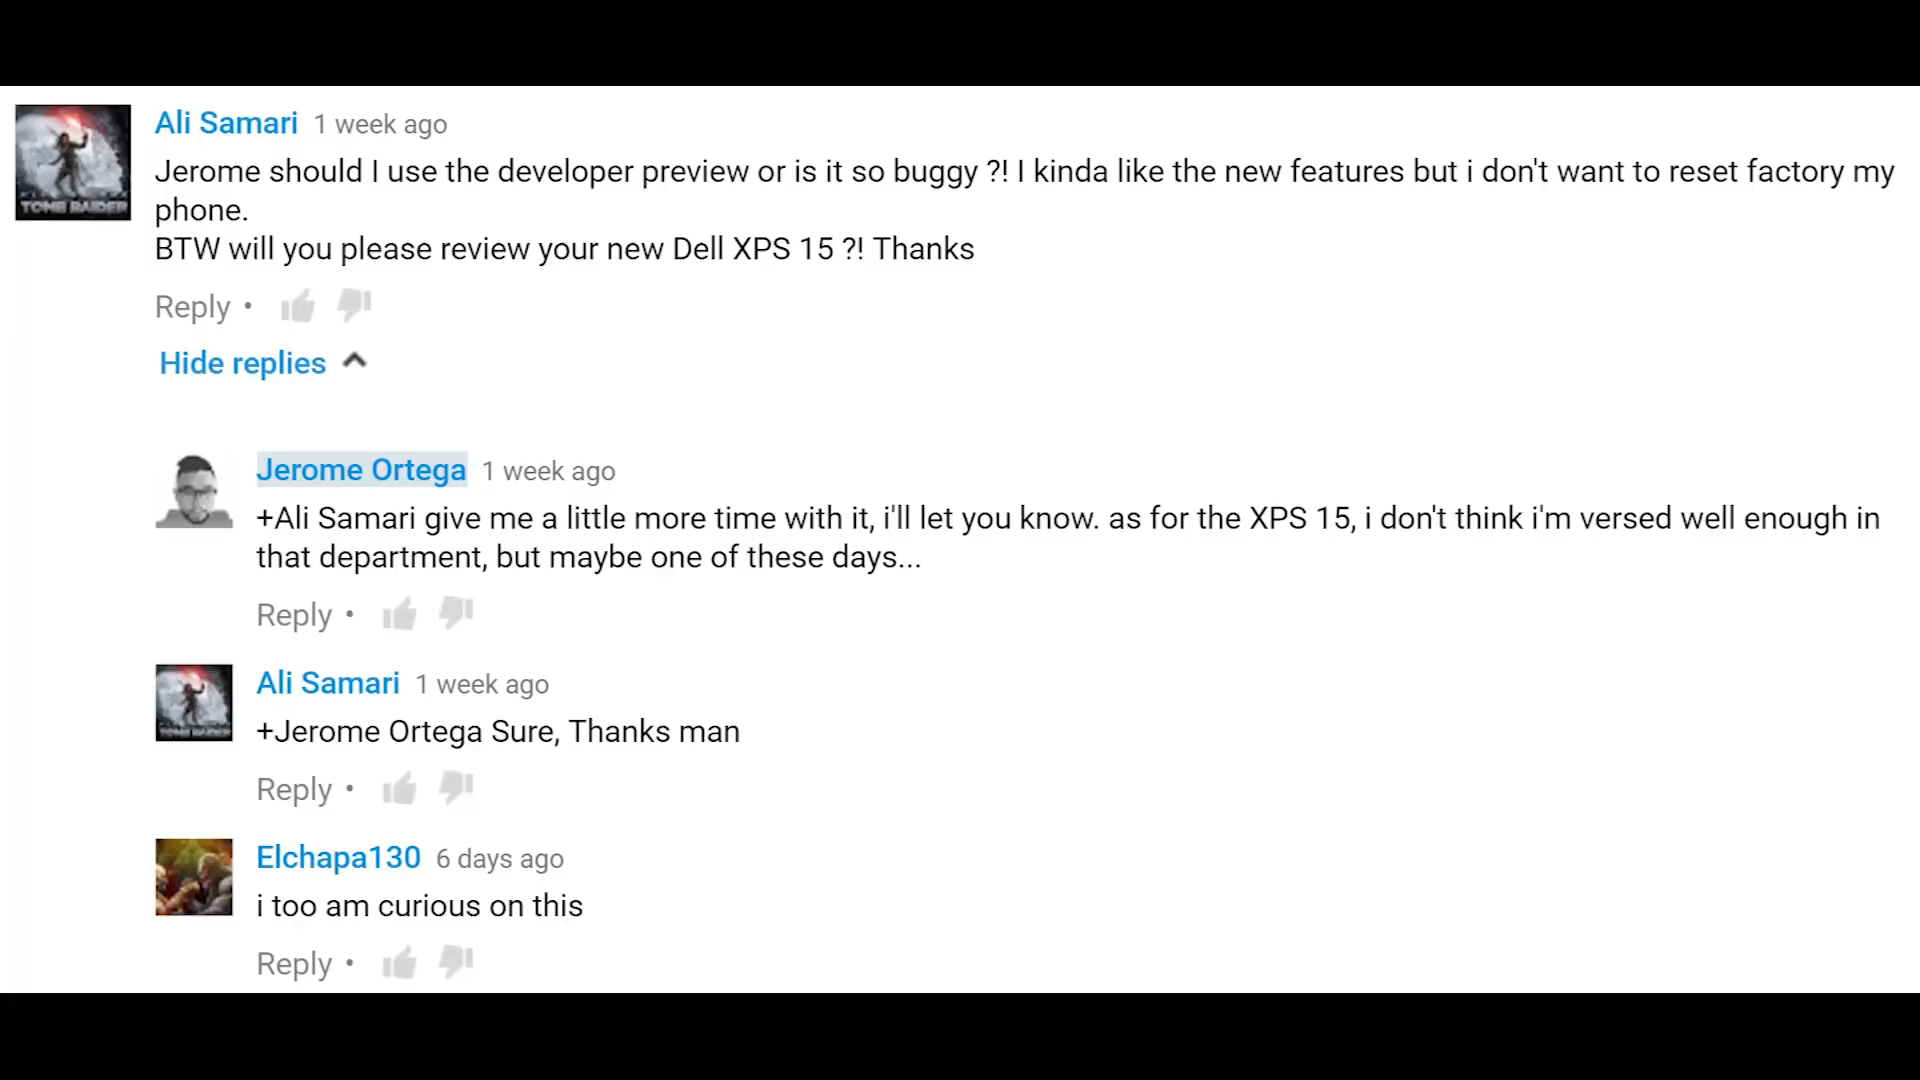 Ali Samari 1 week ago
Jerome should I use the developer preview or is it so buggy ?! I kinda like the new features but i don't want to reset factory my
phone.
BTW will you please review your new Dell XPS 15 ?! Thanks
TOMB RAIDER
Reply •
Hide replies
Jerome Ortega 1 week ago
+Ali Samari give me a little more time with it, i'll let you know. as for the XPS 15, i don't think i'm versed well enough in
that department, but maybe one of these days...
Reply •
Ali Samari 1 week ago
+Jerome Ortega Sure, Thanks man
TOMB RAIDER
Reply •
Elchapa130 6 days ago
i too am curious on this
Reply •